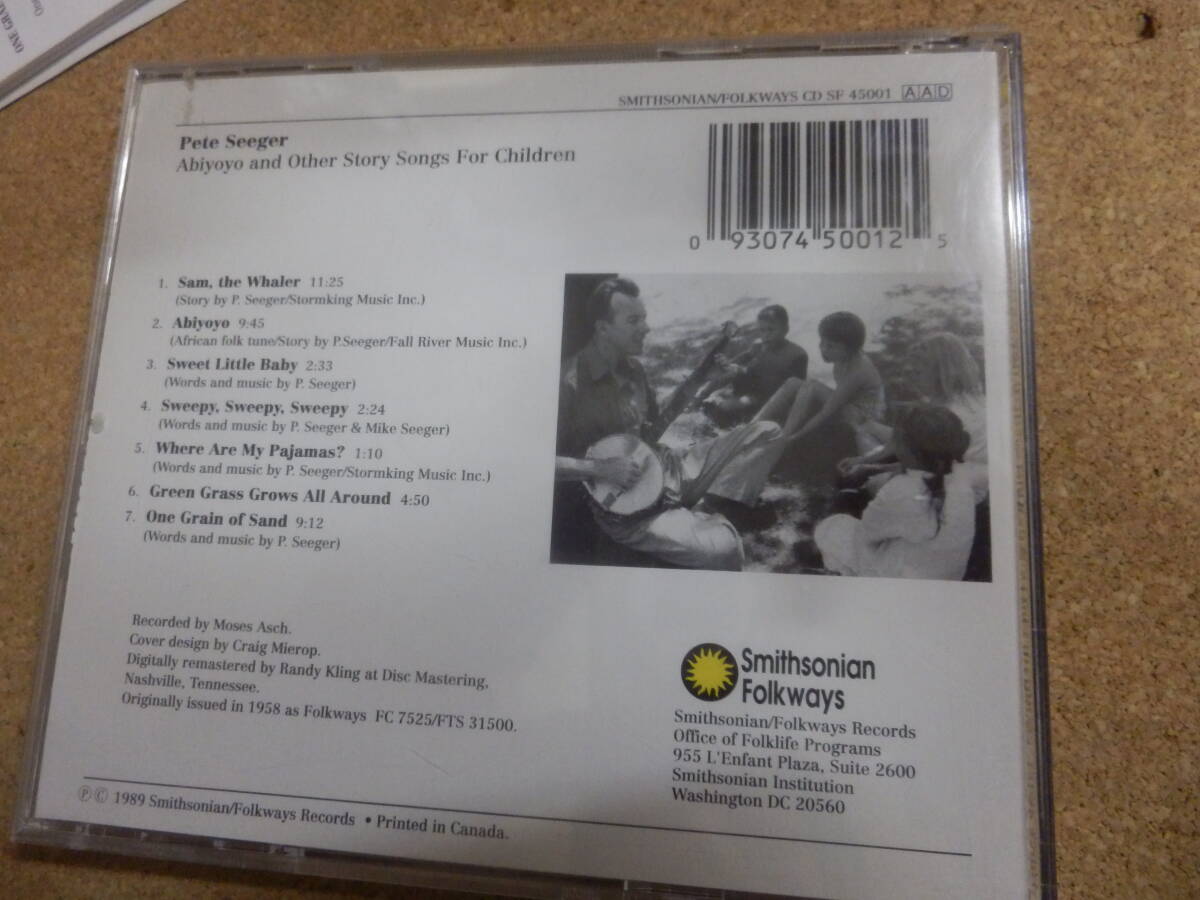 ONE GRA
SMITHSONIAN/FOLKWAYS CD SF 45001 AAD
Pete Seeger
Abiyoyo and Other Story Songs For Children
0 93074 50012 5
1. Sam, the Whaler 11:25
(Story by P. Seeger/Stormking Music Inc.)
2. Abiyoyo 9:45
(African folk tune/Story by P.Seeger/Fall River Music Inc.)
3. Sweet Little Baby 2:33
(Words and music by P. Seeger)
4. Sweepy, Sweepy, Sweepy 2:24
(Words and music by P. Seeger & Mike Seeger)
5. Where Are My Pajamas? 1:10
(Words and music by P. Seeger/Stormking Music Inc.)
6. Green Grass Grows All Around 4:50
7. One Grain of Sand 9:12
(Words and music by P. Seeger)
Recorded by Moses Asch.
Cover design by Craig Mierop.
Digitally remastered by Randy Kling at Disc Mastering,
Nashville, Tennessee.
Originally issued in 1958 as Folkways FC 7525/FTS 31500.
Smithsonian
Folkways
Smithsonian/Folkways Records
Office of Folklife Programs
955 L'Enfant Plaza, Suite 2600
Smithsonian Institution
Washington DC 20560
℗ © 1989 Smithsonian/Folkways Records • Printed in Canada.